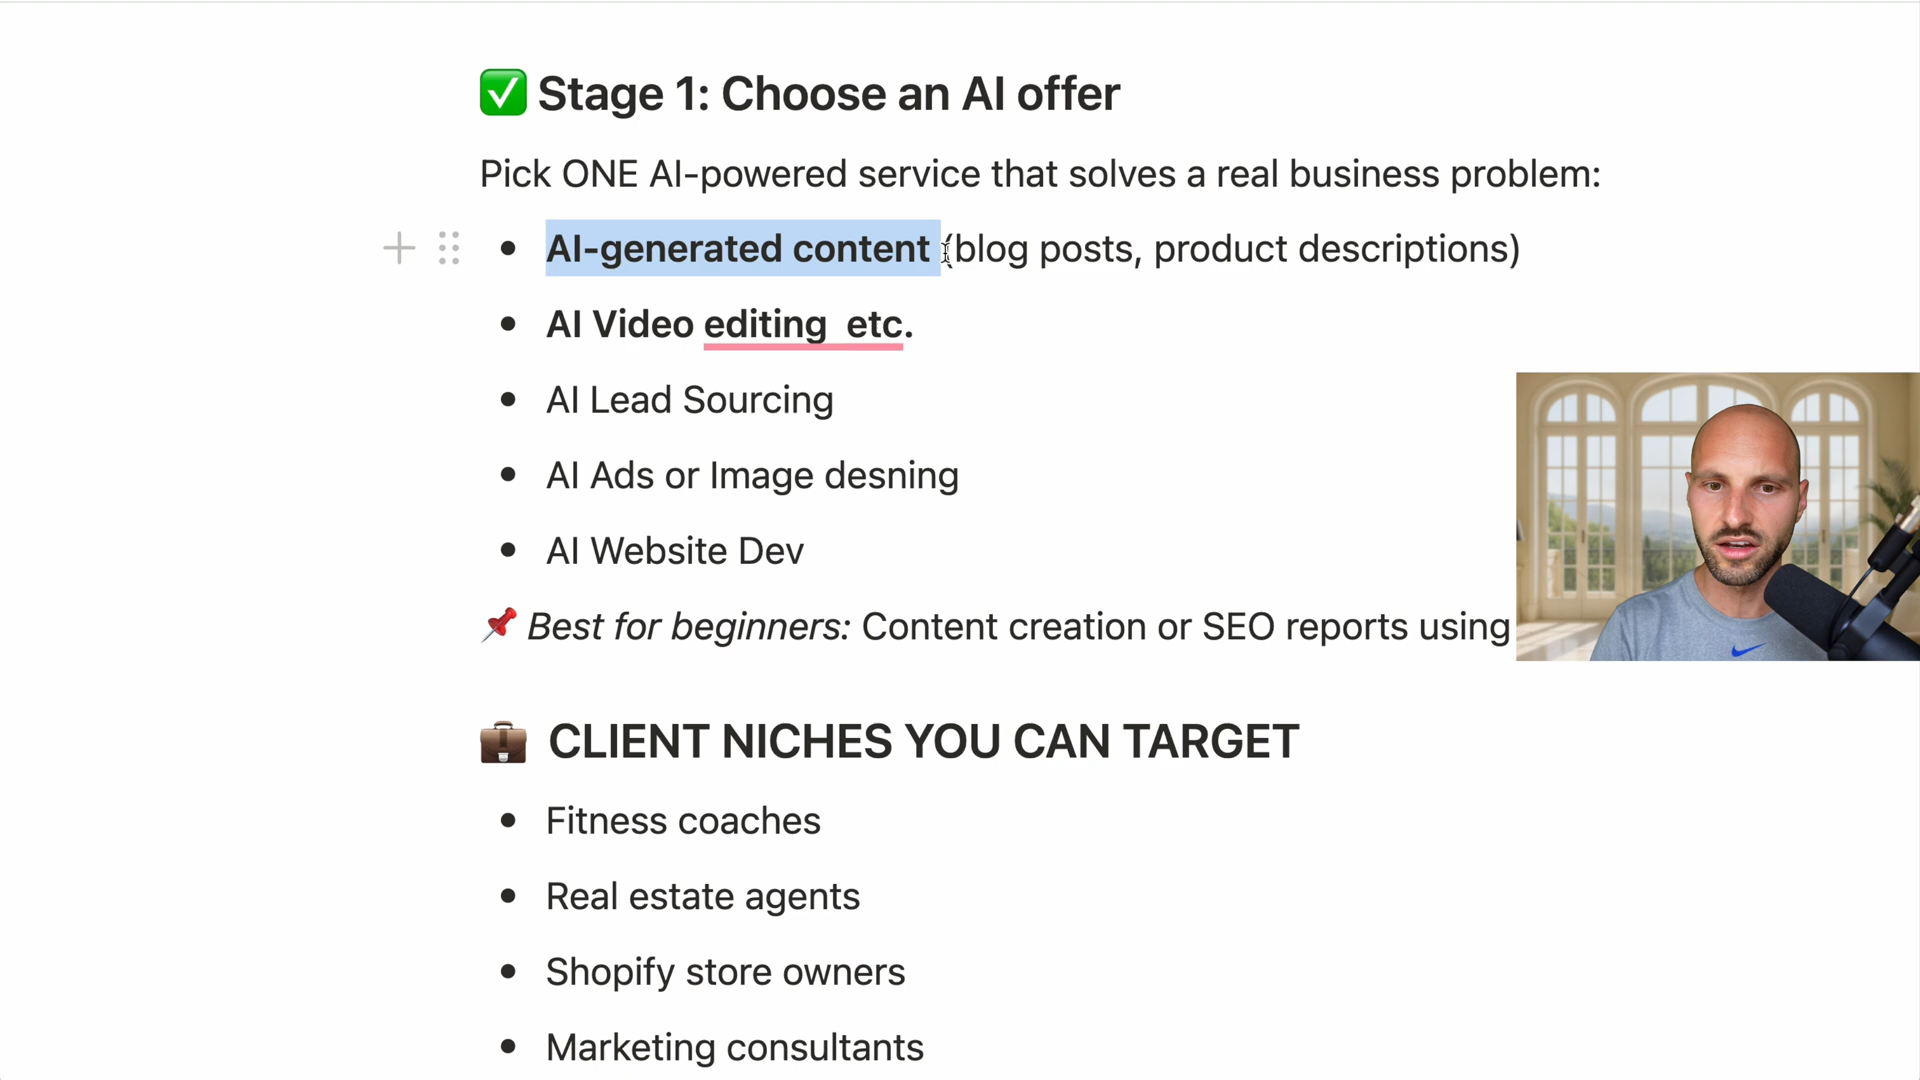 ✅ Stage 1: Choose an AI offer
Pick ONE AI-powered service that solves a real business problem:
• AI-generated content (blog posts, product descriptions)
• AI Video editing  etc.
• AI Lead Sourcing
• AI Ads or Image desning
• AI Website Dev
📌 Best for beginners: Content creation or SEO reports using
💼 CLIENT NICHES YOU CAN TARGET
• Fitness coaches
• Real estate agents
• Shopify store owners
• Marketing consultants